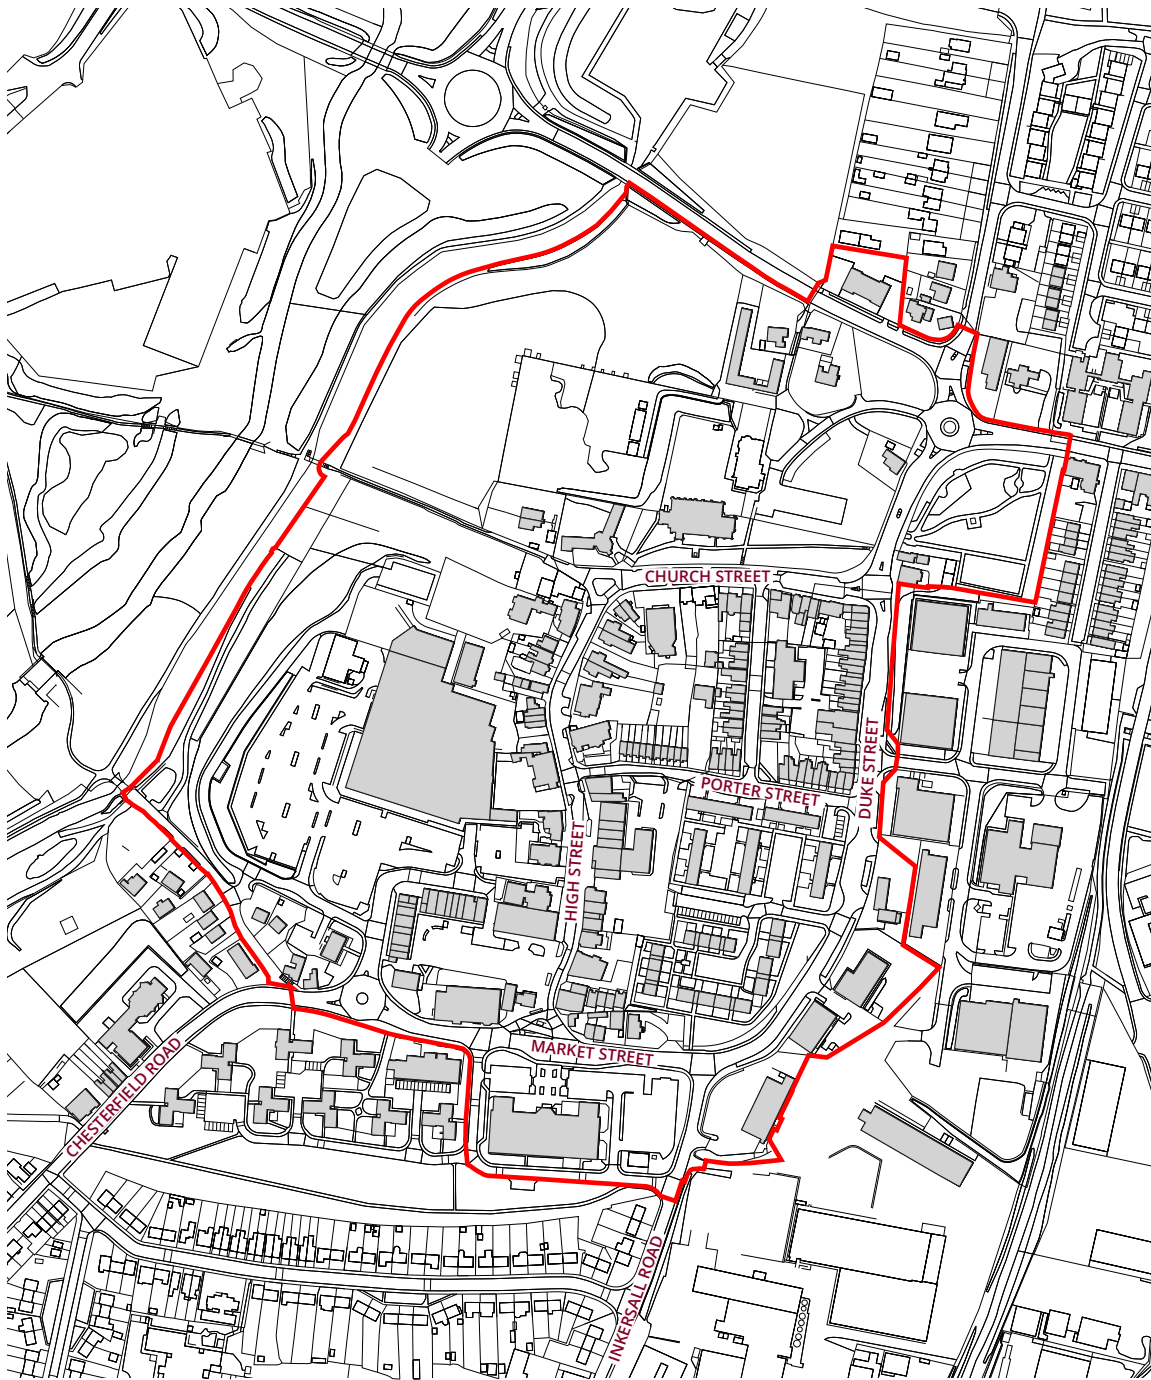 CHURCH STREET
DUKE STREET
PORTER STREET
HIGH STREET
MARKET STREET
CHESTERFIELD ROAD
INKERSALL ROAD